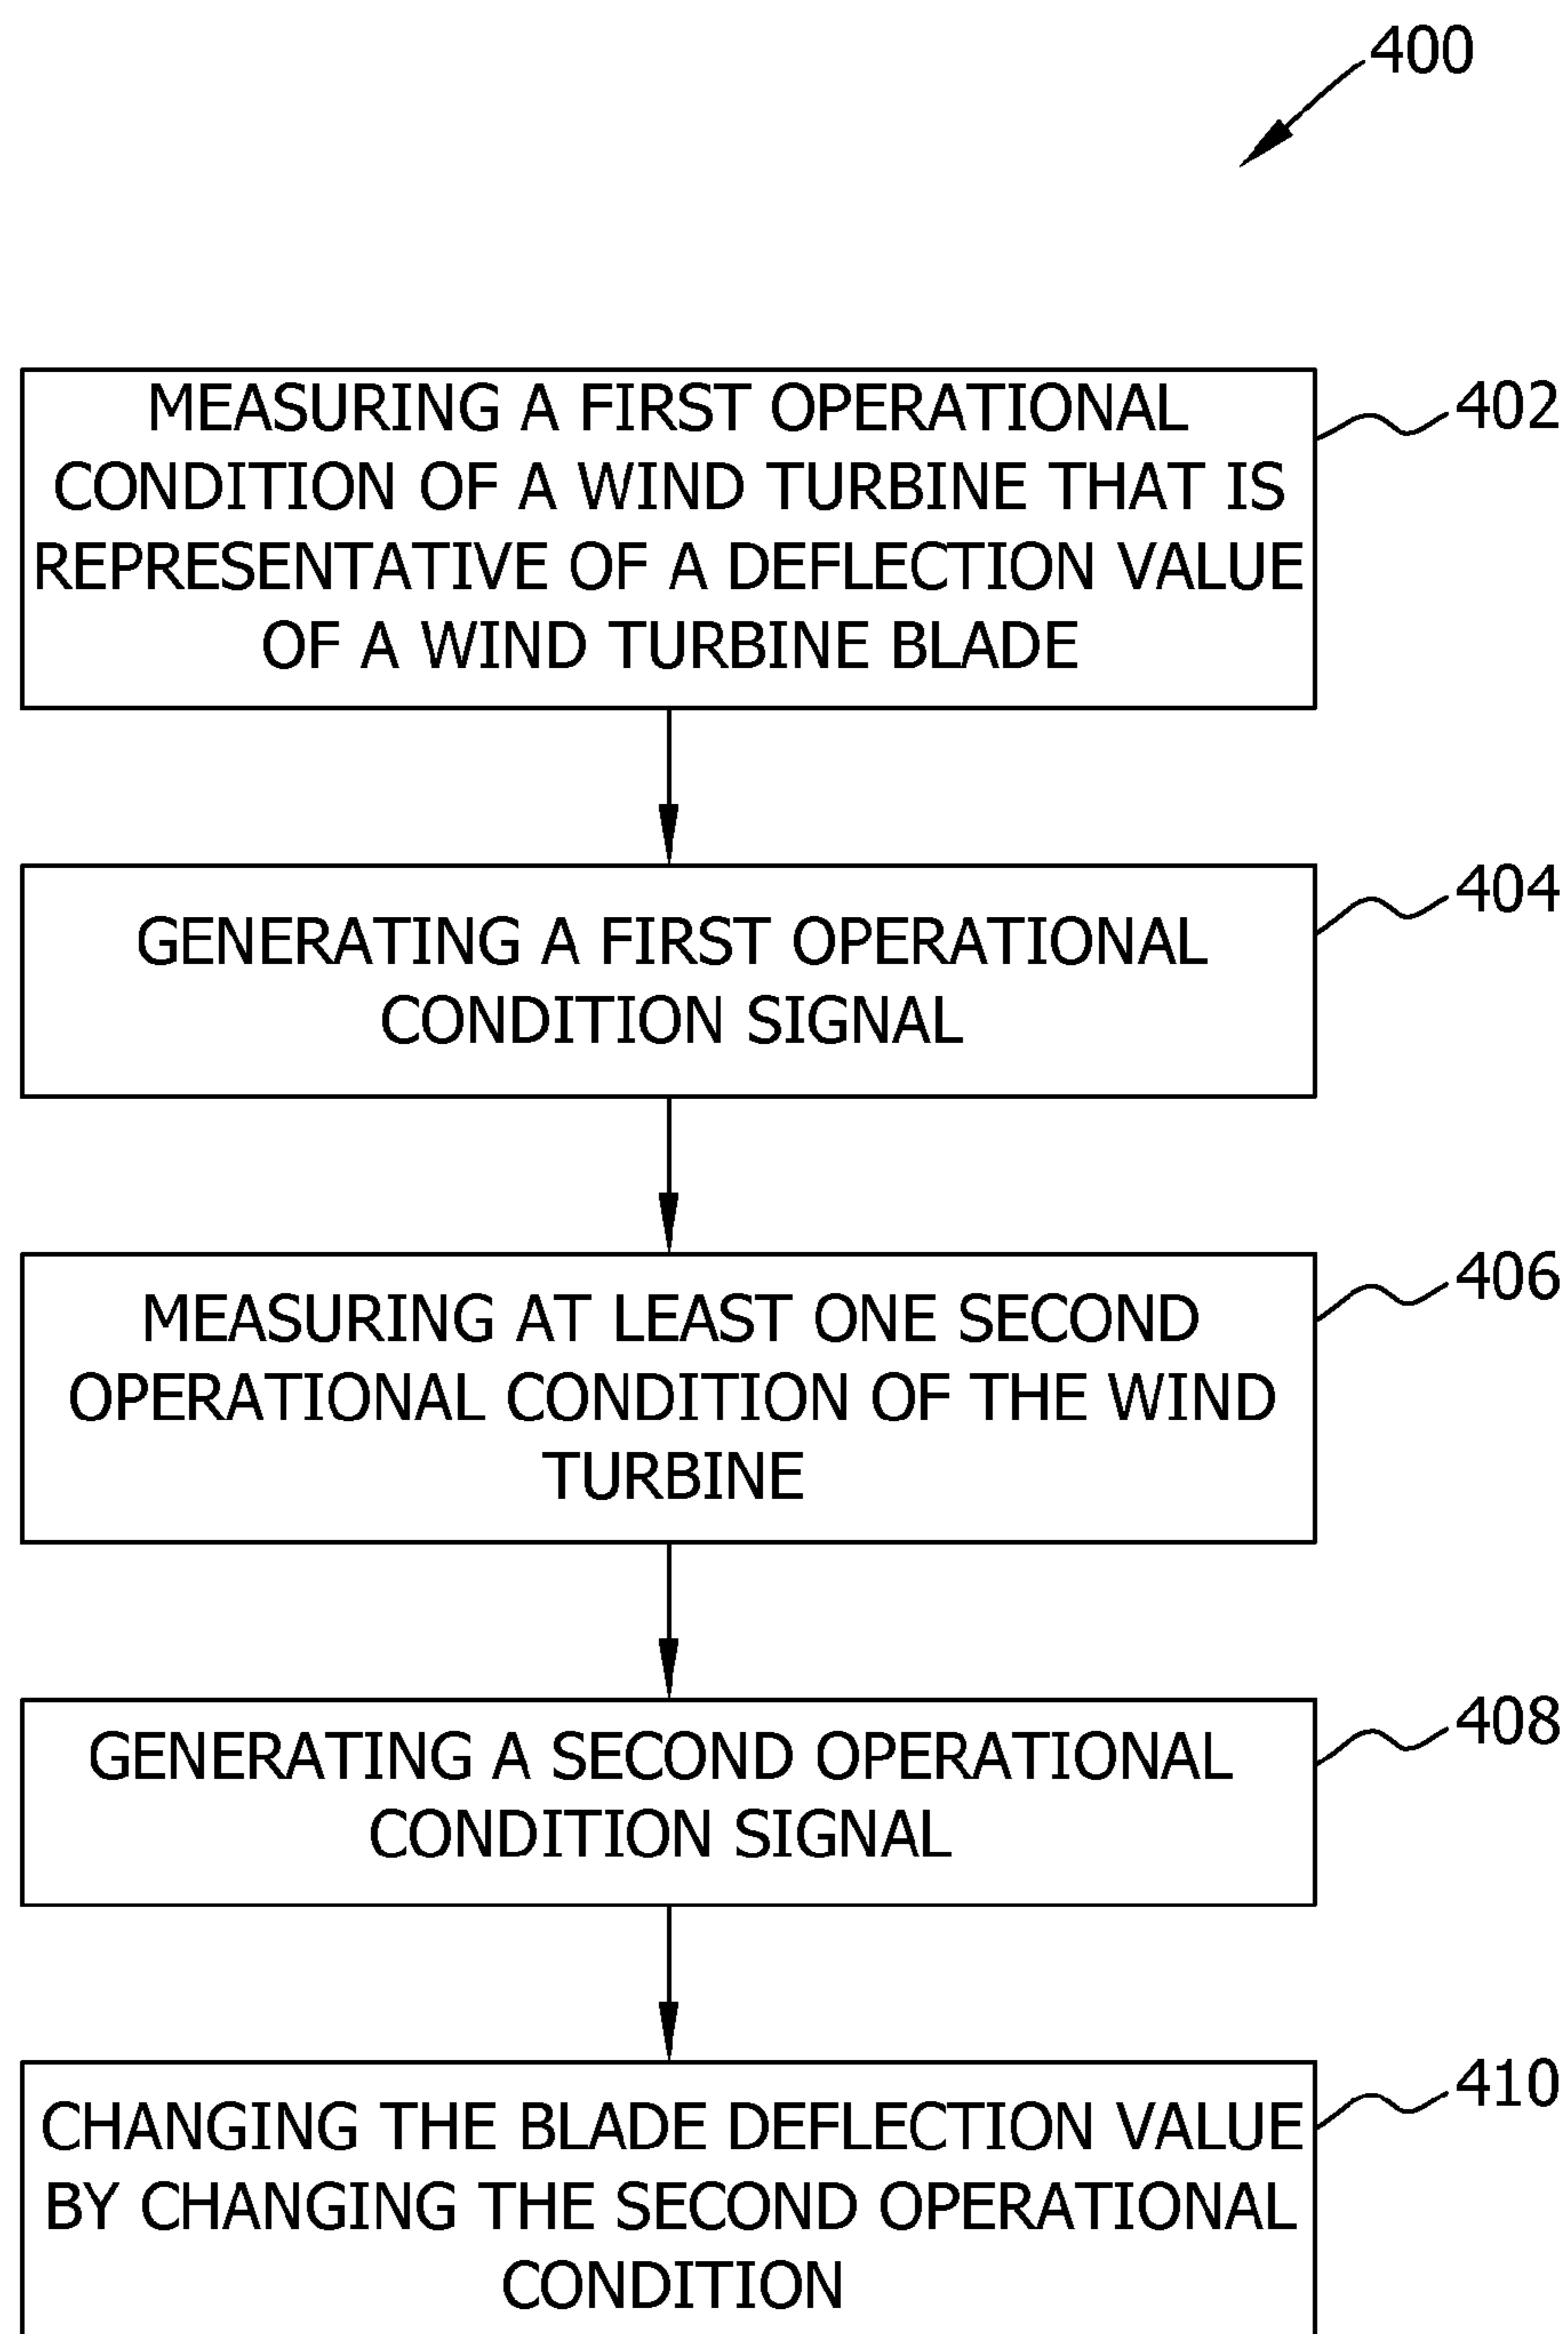 400
MEASURING A FIRST OPERATIONAL
CONDITION OF A WIND TURBINE THAT IS
REPRESENTATIVE OF A DEFLECTION VALUE
OF A WIND TURBINE BLADE
402
GENERATING A FIRST OPERATIONAL
CONDITION SIGNAL
404
MEASURING AT LEAST ONE SECOND
OPERATIONAL CONDITION OF THE WIND
TURBINE
406
GENERATING A SECOND OPERATIONAL
CONDITION SIGNAL
408
CHANGING THE BLADE DEFLECTION VALUE
BY CHANGING THE SECOND OPERATIONAL
CONDITION
410